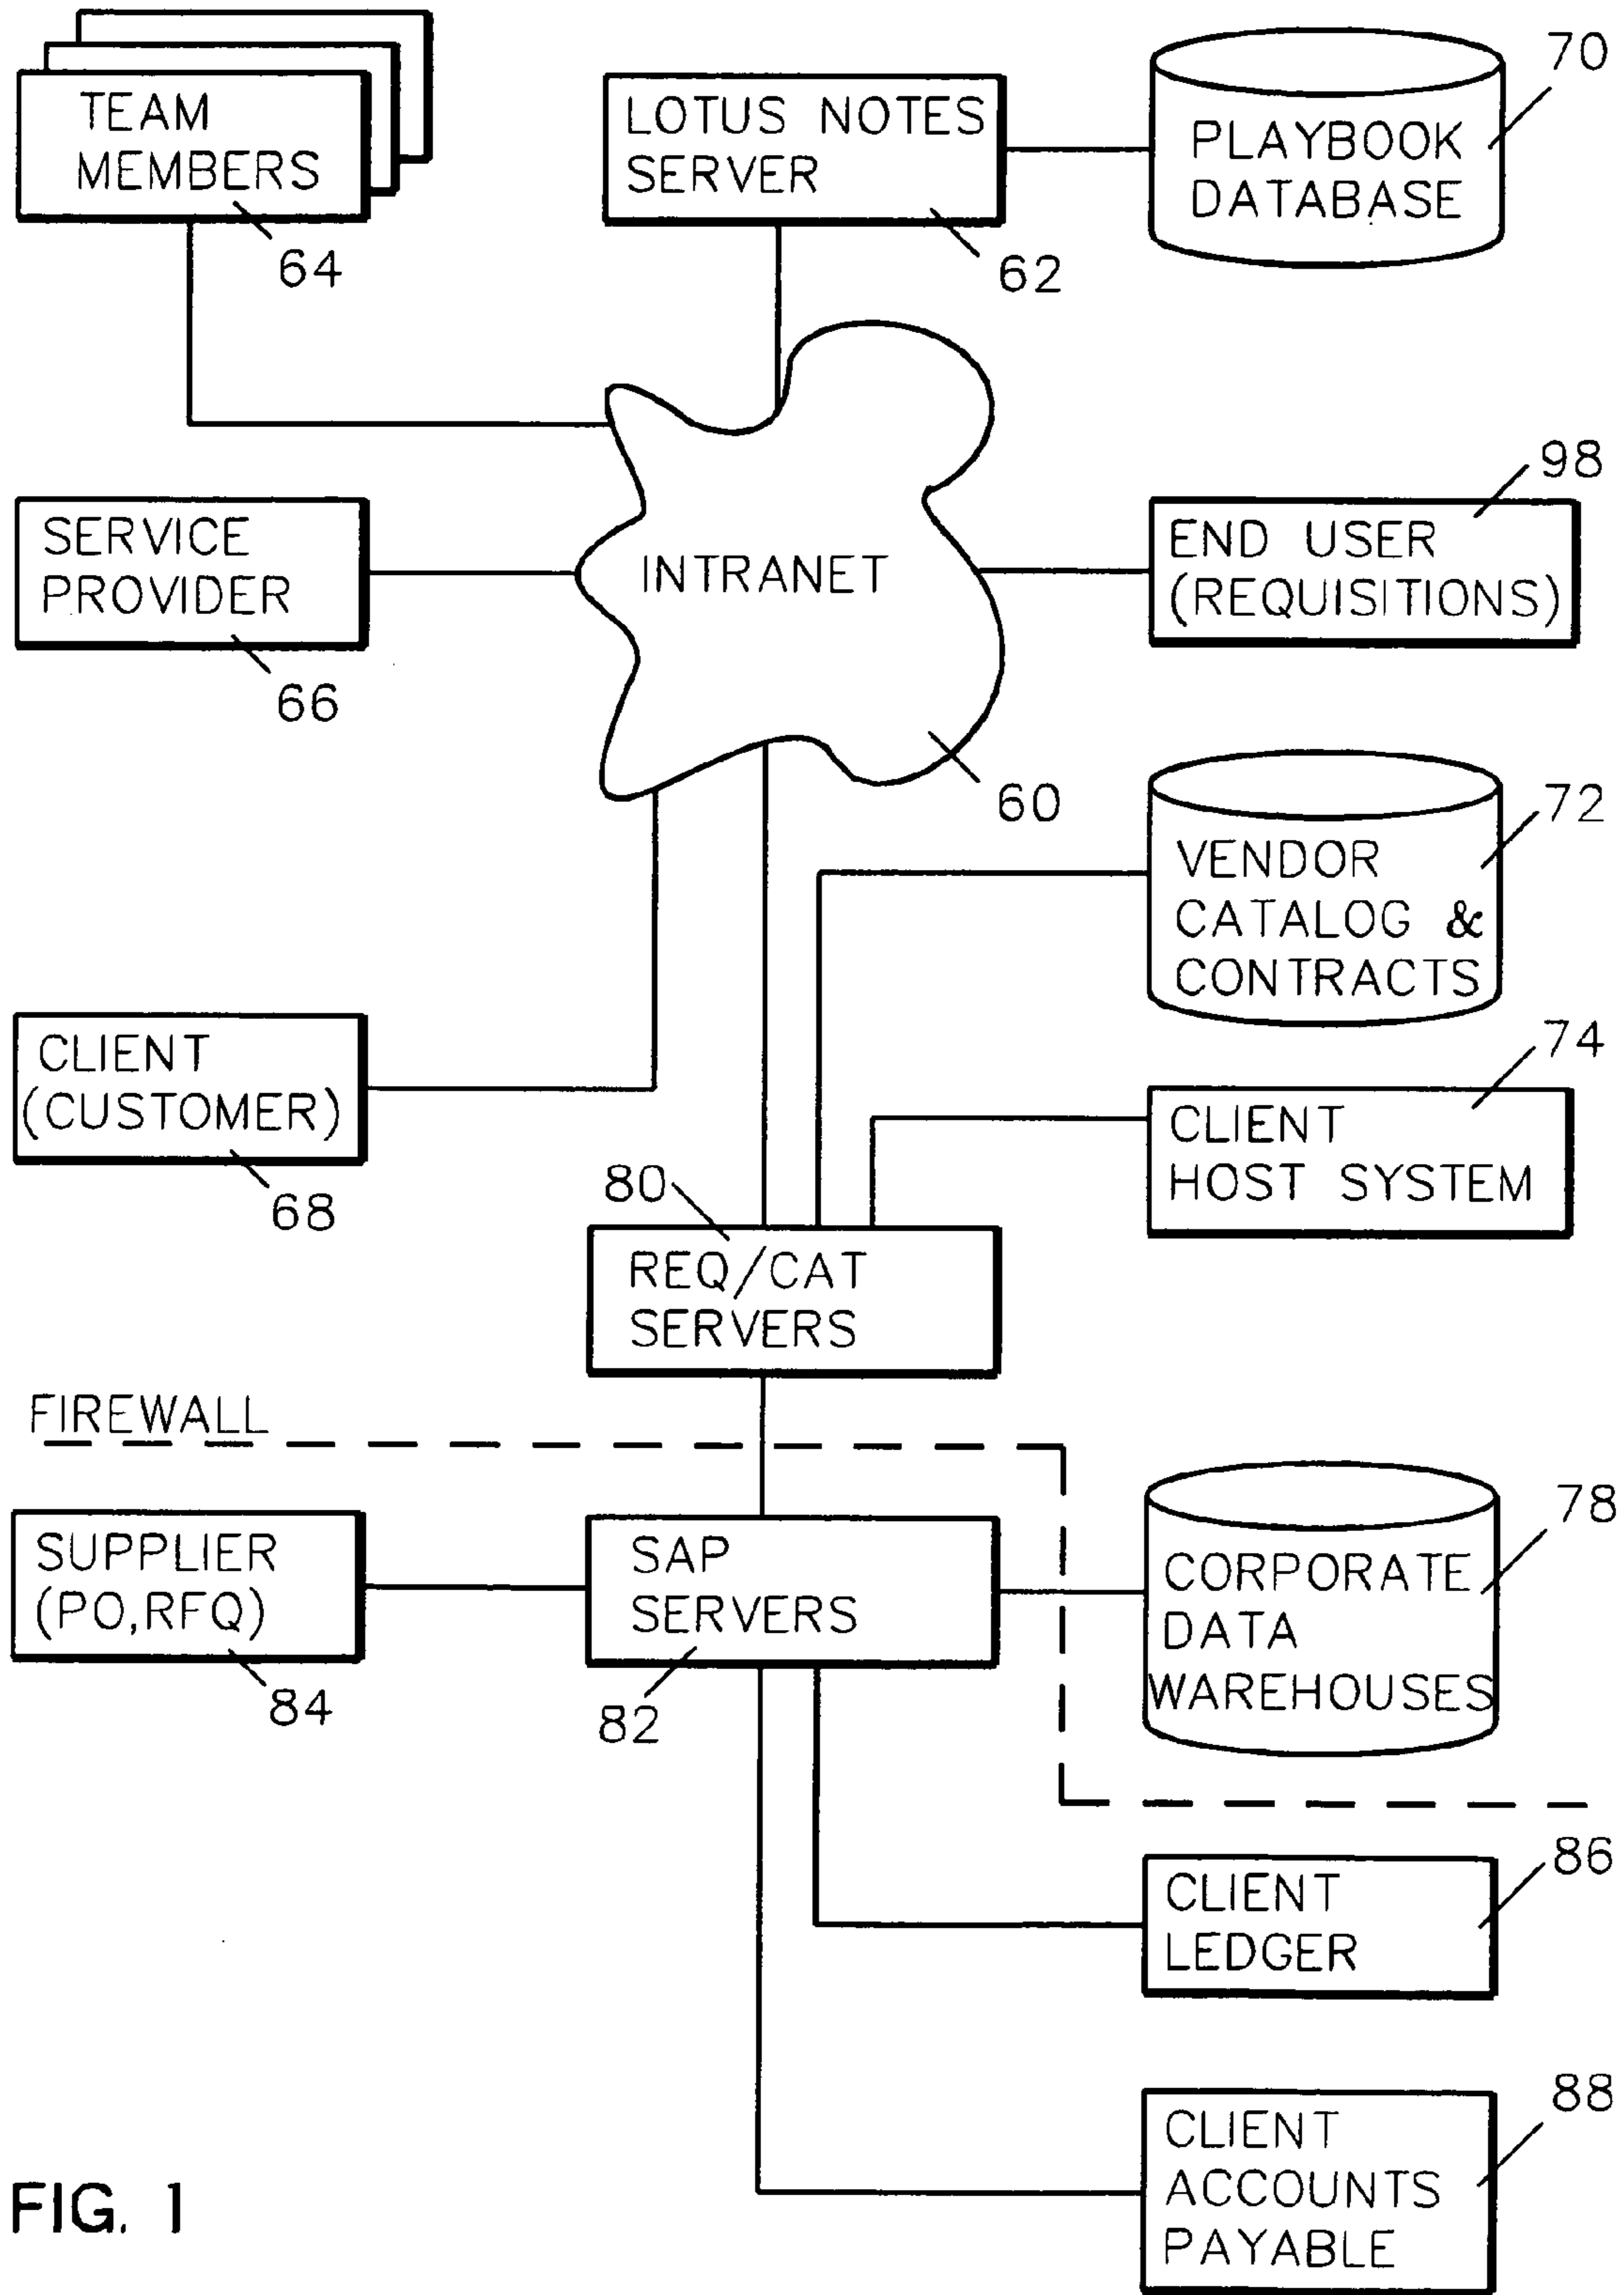 TEAM
MEMBERS
64
LOTUS NOTES
SERVER
62
70
PLAYBOOK
DATABASE
SERVICE
PROVIDER
66
INTRANET
60
98
END USER
(REQUISITIONS)
72
VENDOR
CATALOG &
CONTRACTS
CLIENT
(CUSTOMER)
68
74
CLIENT
HOST SYSTEM
80
REQ/CAT
SERVERS
FIREWALL
SUPPLIER
(PO,RFQ)
84
SAP
SERVERS
82
78
CORPORATE
DATA
WAREHOUSES
86
CLIENT
LEDGER
88
CLIENT
ACCOUNTS
PAYABLE
FIG. 1